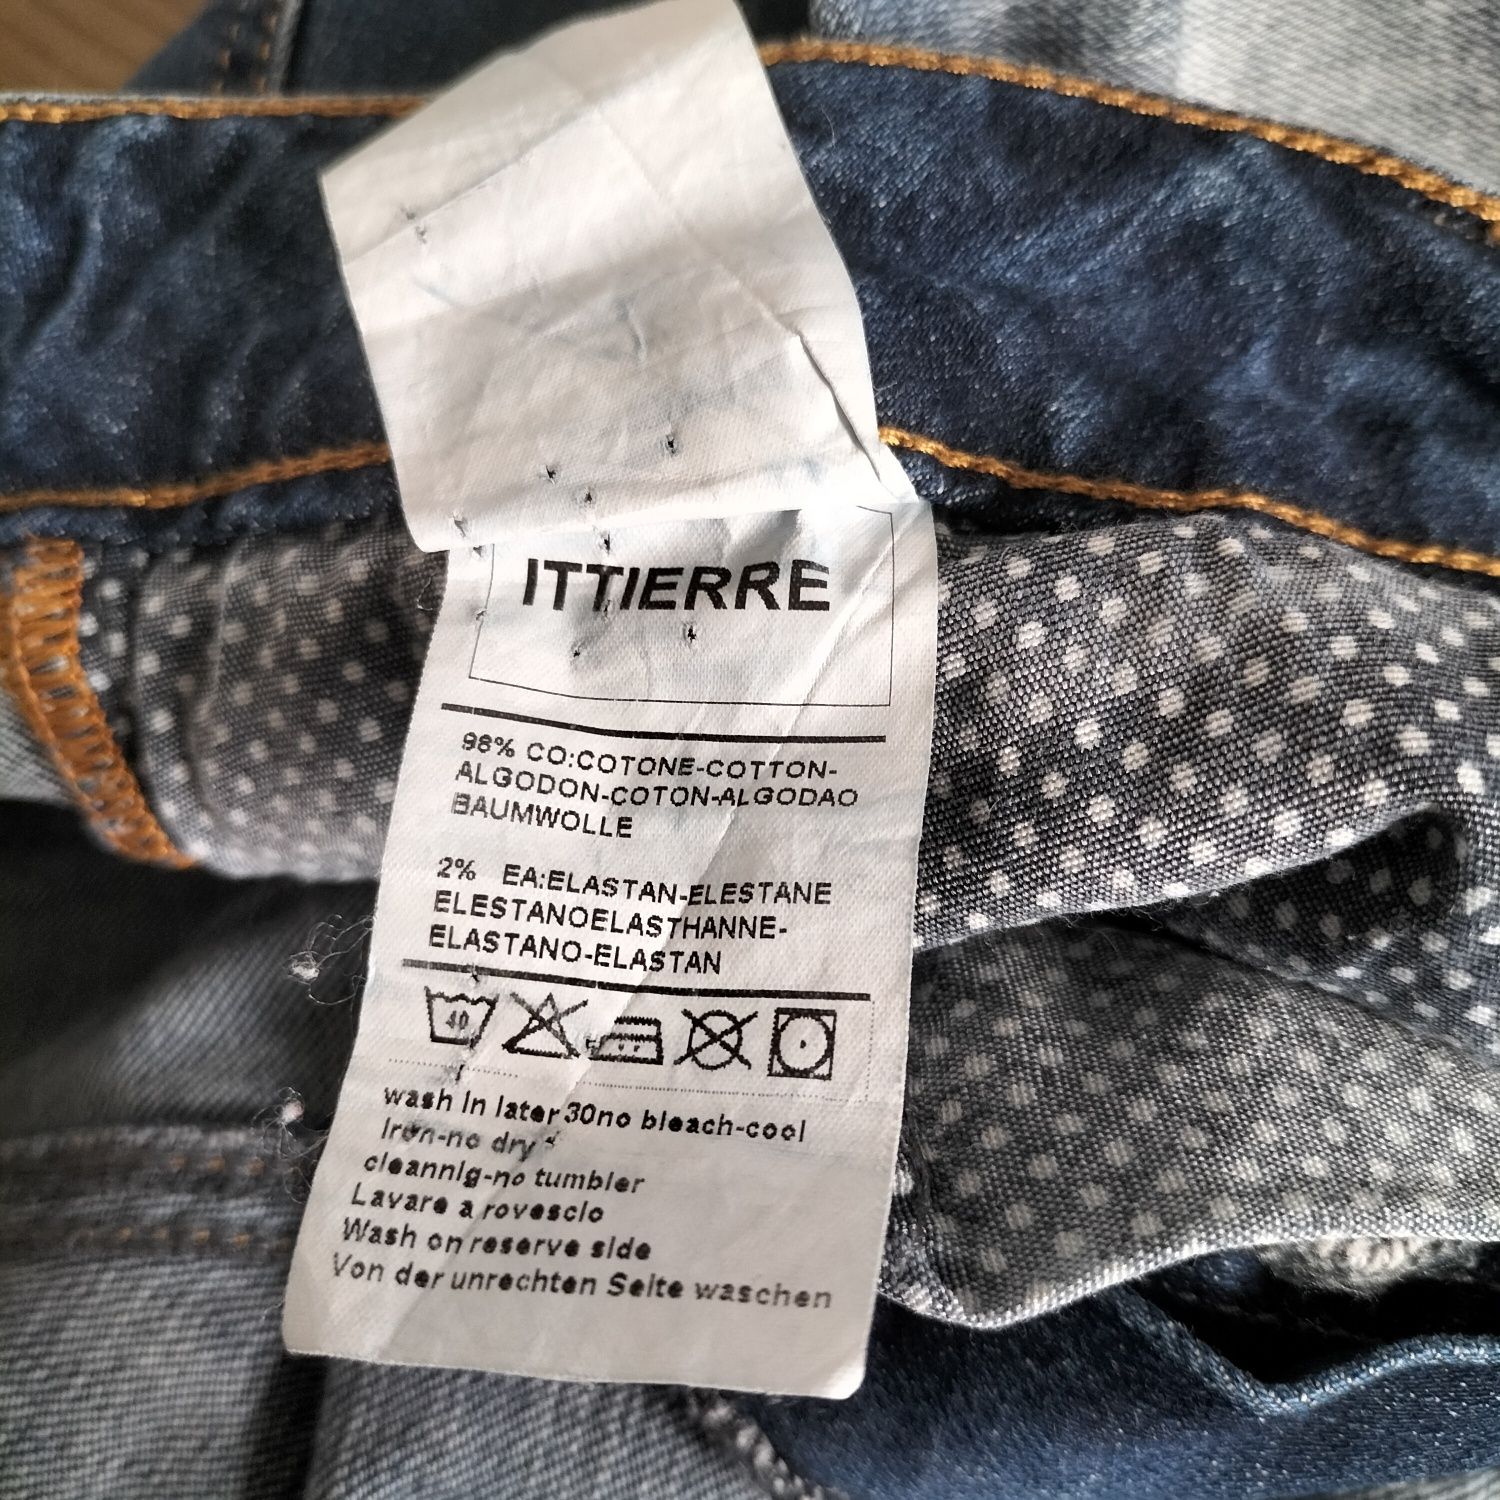 ITTIERRE
98% CO:COTONE-COTTON-
ALGODON-COTON-ALGODAO
BAUMWOLLE
2% EA:ELASTAN-ELESTANE
ELESTANOELASTHANNE-
ELASTANO-ELASTAN
40
wash in later 30no bleach-cool
iron-no dry
cleannig-no tumbler
Lavare a rovescio
Wash on reserve side
Von der unrechten Seite waschen